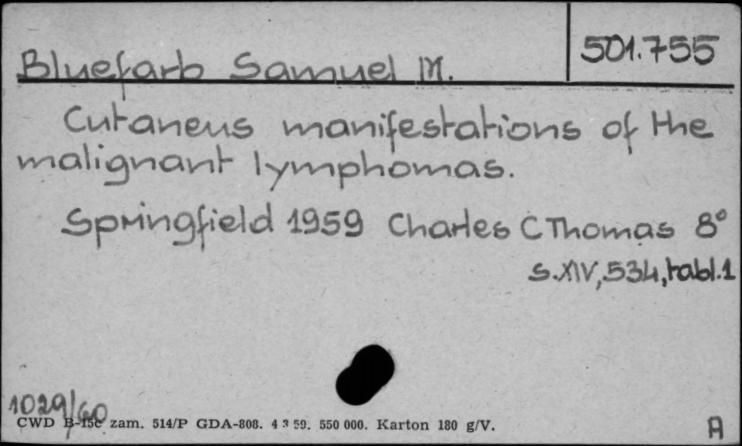 Bluefarb Samuel M.
501.755
Cutaneus manifestations of the
malignant lymphomas.
Springfield 1959 Charles C Thomas 8°
s.XIV,534,tabl.1
1029/60
CWD B-15c zam. 514/P GDA-808. 4 3 59. 550 000. Karton 180 g/V.
A